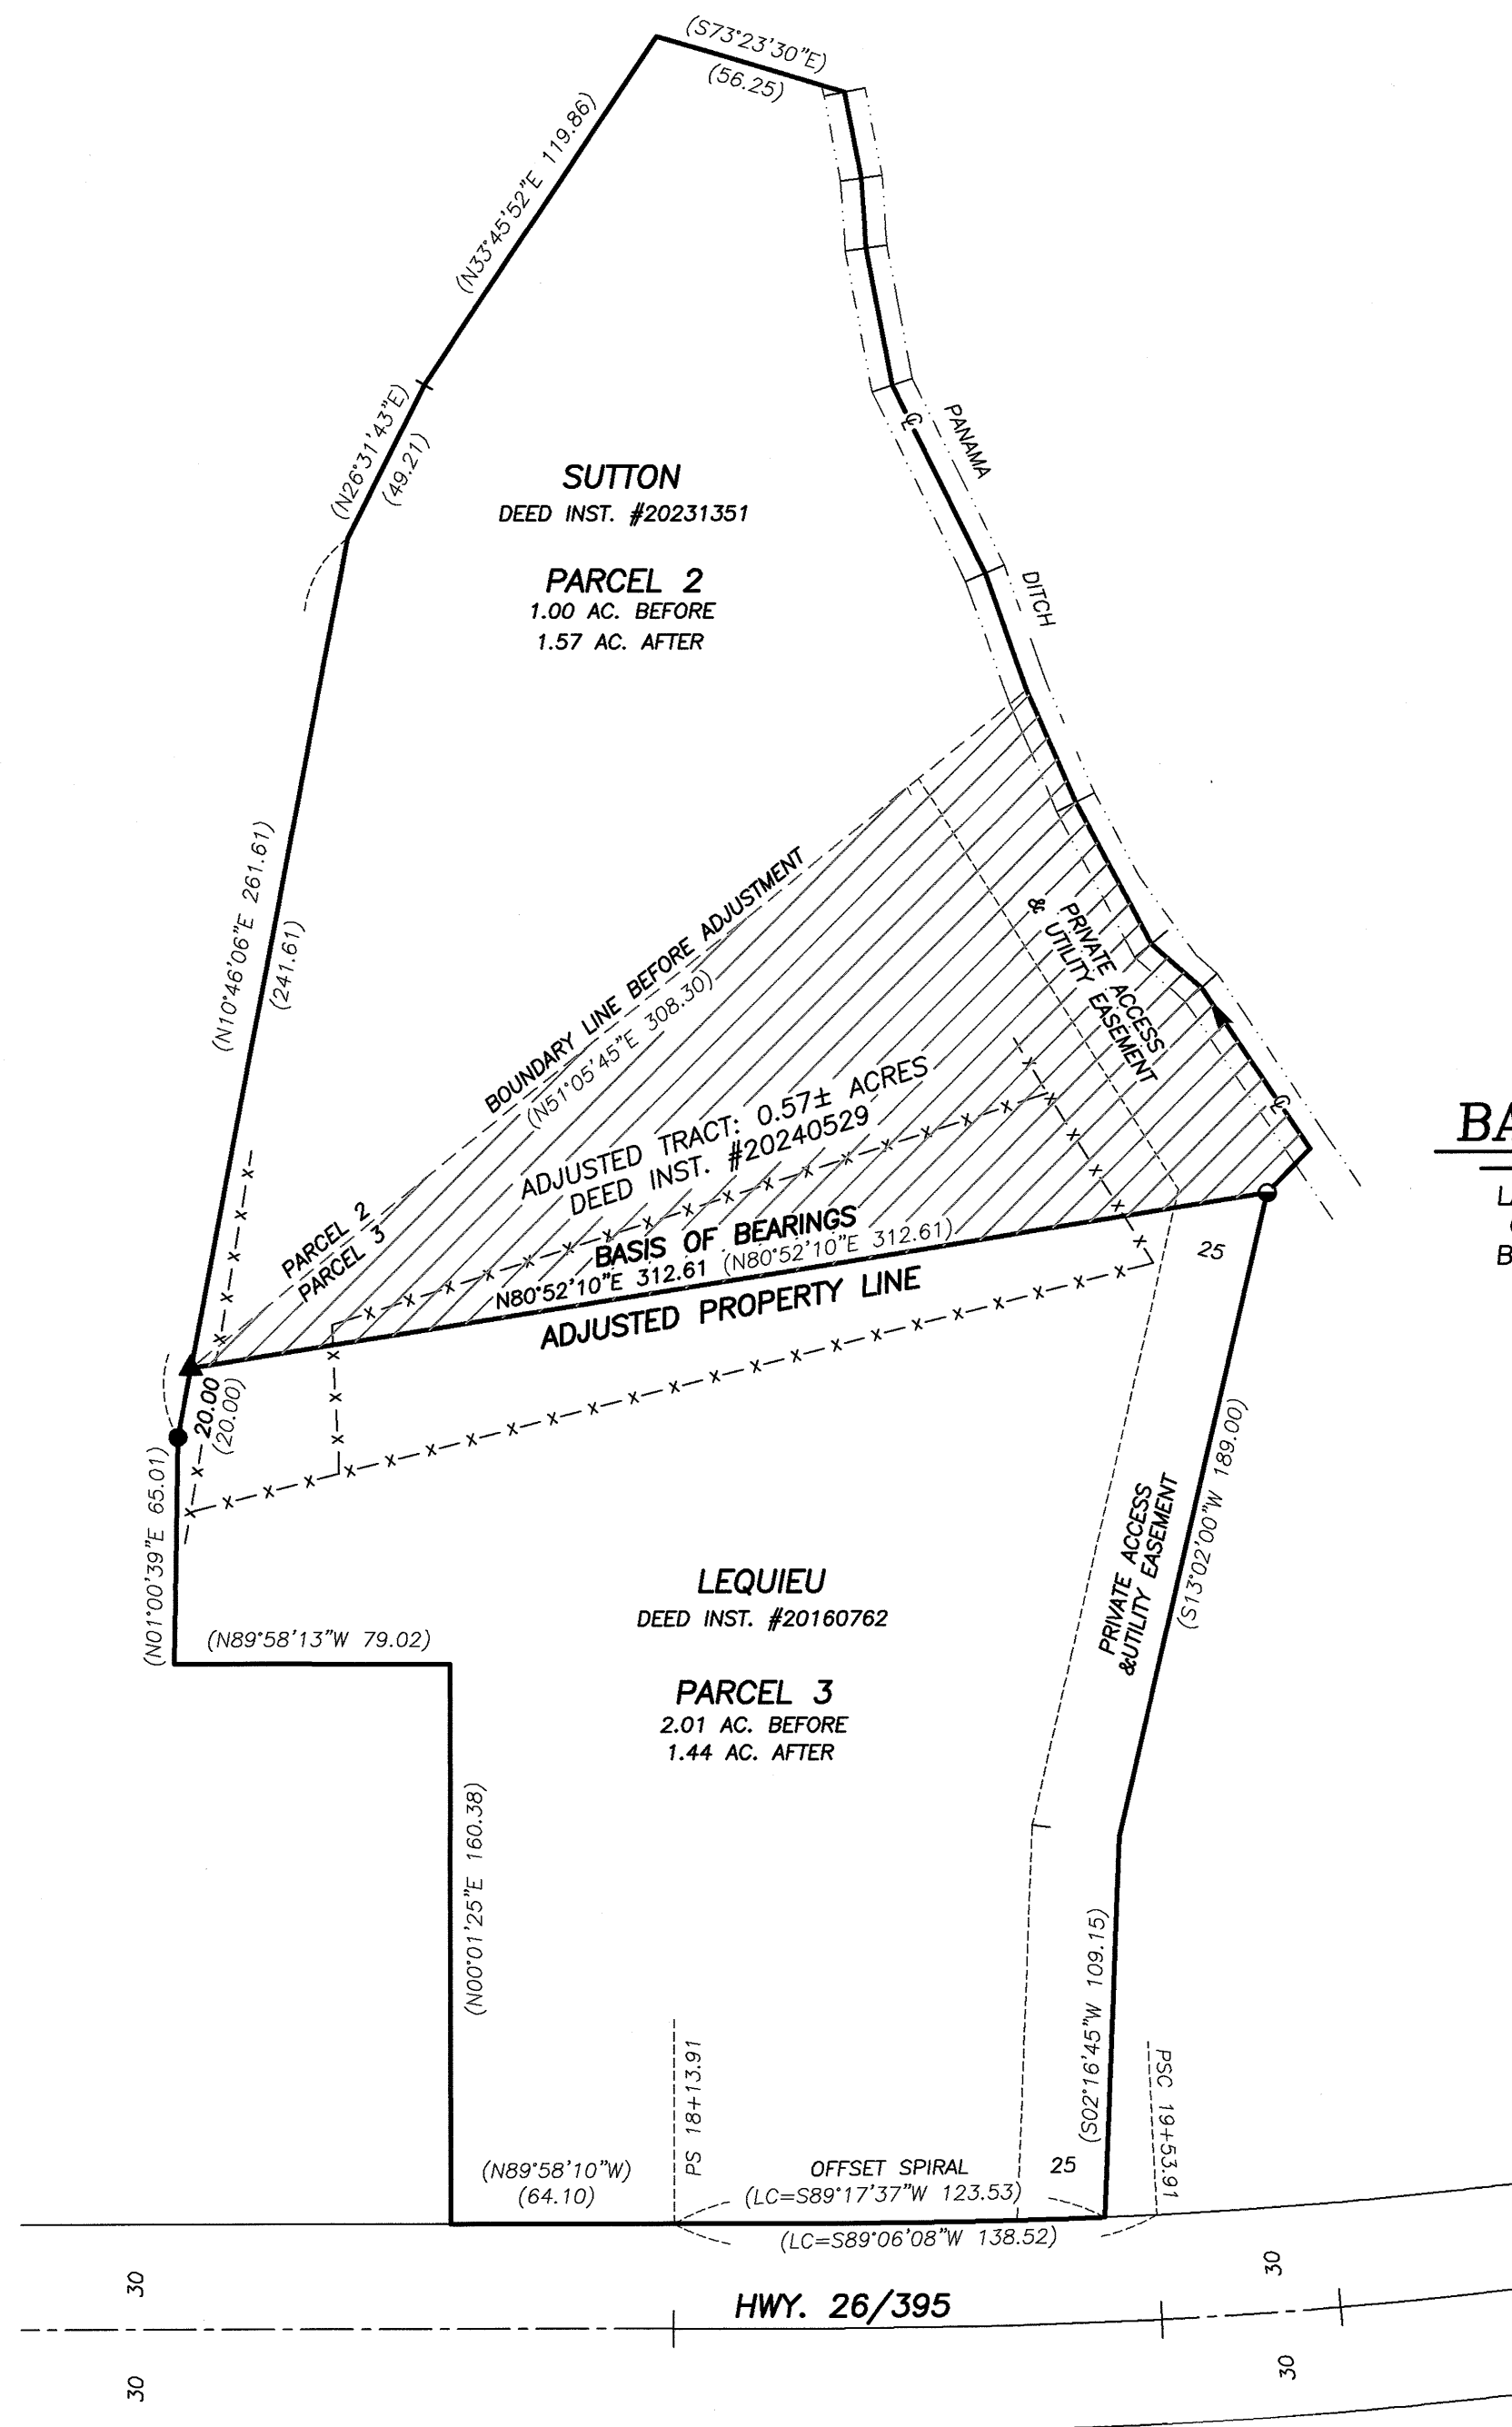 (S73°23'30"E)
(56.25)
(N33°45'52"E 119.86)
(N26°31'43"E)
(49.21)
℄
PANAMA
DITCH
SUTTON
DEED INST. #20231351
PARCEL 2
1.00 AC. BEFORE
1.57 AC. AFTER
(N10°46'06"E 261.61)
(241.61)
BOUNDARY LINE BEFORE ADJUSTMENT
(N51°05'45"E 308.30)
PRIVATE ACCESS
& UTILITY EASEMENT
℄
ADJUSTED TRACT: 0.57± ACRES
DEED INST. #20240529
PARCEL 2
PARCEL 3
BASIS OF BEARINGS
N80°52'10"E 312.61 (N80°52'10"E 312.61)
ADJUSTED PROPERTY LINE
25
BA
L
B
20.00
(20.00)
(N01°00'39"E 65.01)
(N89°58'13"W 79.02)
LEQUIEU
DEED INST. #20160762
PARCEL 3
2.01 AC. BEFORE
1.44 AC. AFTER
PRIVATE ACCESS
&UTILITY EASEMENT
(S13°02'00"W 189.00)
(N00°01'25"E 160.38)
(S02°16'45"W 109.15)
PS 18+13.91
PSC 19+53.91
(N89°58'10"W)
(64.10)
OFFSET SPIRAL
25
(LC=S89°17'37"W 123.53)
(LC=S89°06'08"W 138.52)
30
30
HWY. 26/395
30
30